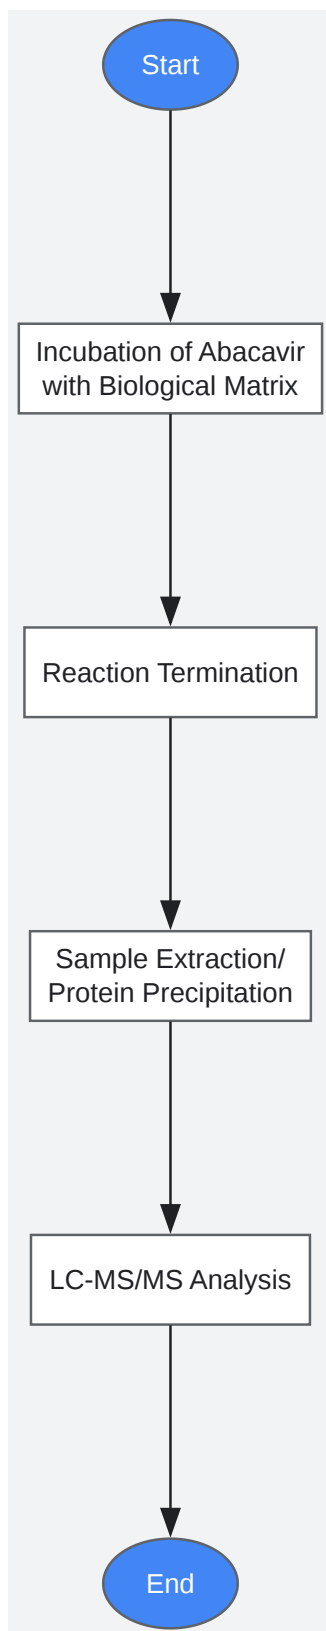 Start
Incubation of Abacavir
with Biological Matrix
Reaction Termination
Sample Extraction/
Protein Precipitation
LC-MS/MS Analysis
End